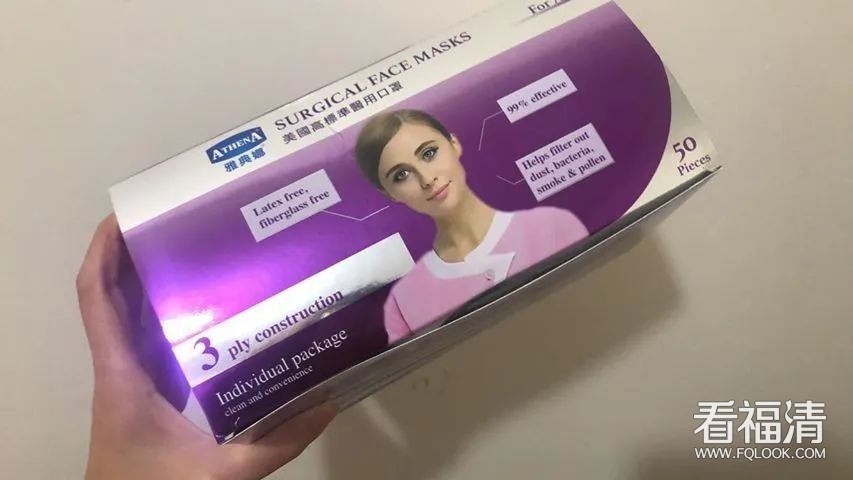 For
ATHENA
雅典娜
SURGICAL FACE MASKS
美國高標準醫用口罩
99% effective
Latex free,
fiberglass free
Helps filter out
dust, bacteria,
smoke & pollen
50
Pieces
3 ply construction
Individual package
clean and convenience
看福清
WWW.FQLOOK.COM